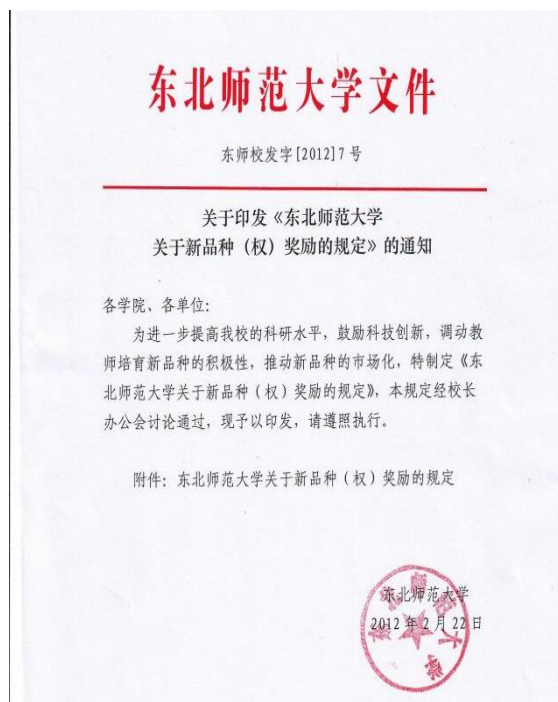 东北师范大学文件
东师校发字[2012]7号
关于印发《东北师范大学
关于新品种（权）奖励的规定》的通知
各学院、各单位：
为进一步提高我校的科研水平，鼓励科技创新，调动教
师培育新品种的积极性，推动新品种的市场化，特制定《东
北师范大学关于新品种（权）奖励的规定》，本规定经校长
办公会讨论通过，现予以印发，请遵照执行。
附件：东北师范大学关于新品种（权）奖励的规定
东北师范大学
2012年2月22日
东北师范大学